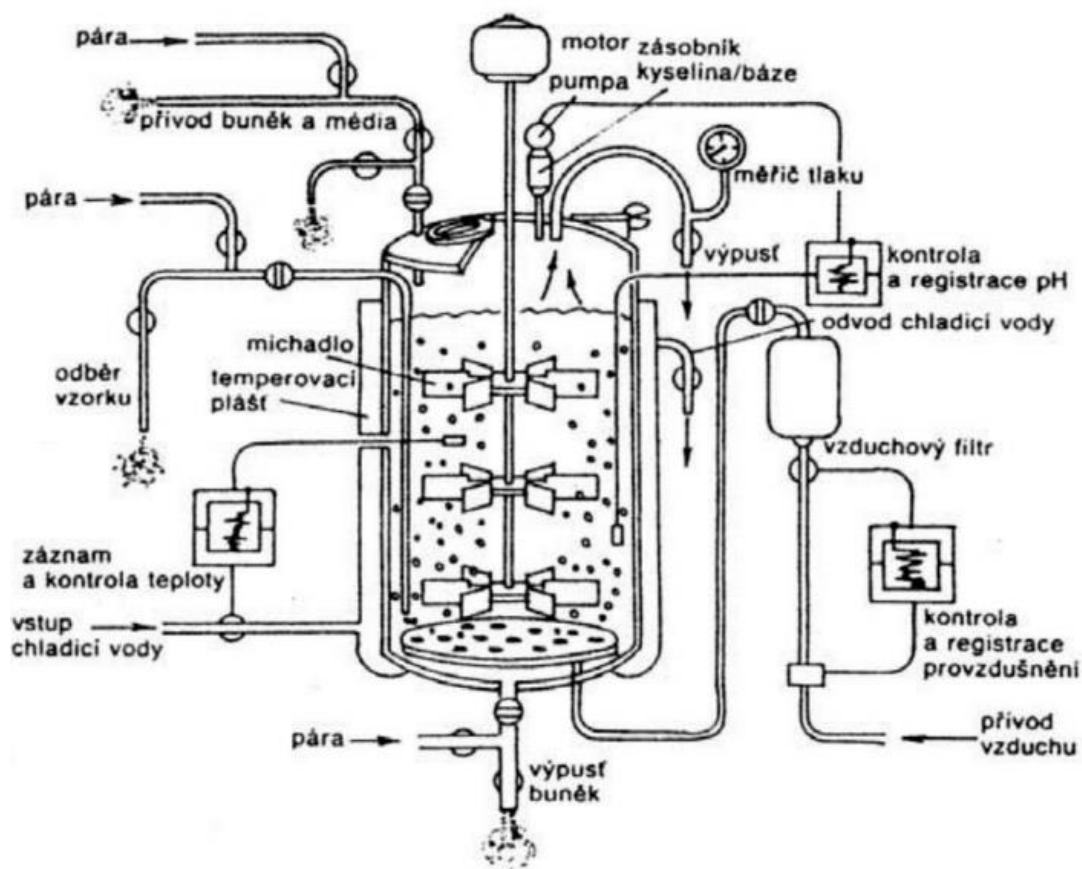 pára
motor
zásobník
kyselina/báze
pumpa
přívod buněk a média
měřič tlaku
pára
výpusť
kontrola
a registrace pH
odvod chladicí vody
michadlo
temperovací
plášť
odběr
vzorku
vzduchový filtr
záznam
a kontrola teploty
vstup
chladicí vody
kontrola
a registrace
provzdušnění
pára
výpusť
buněk
přívod
vzduchu